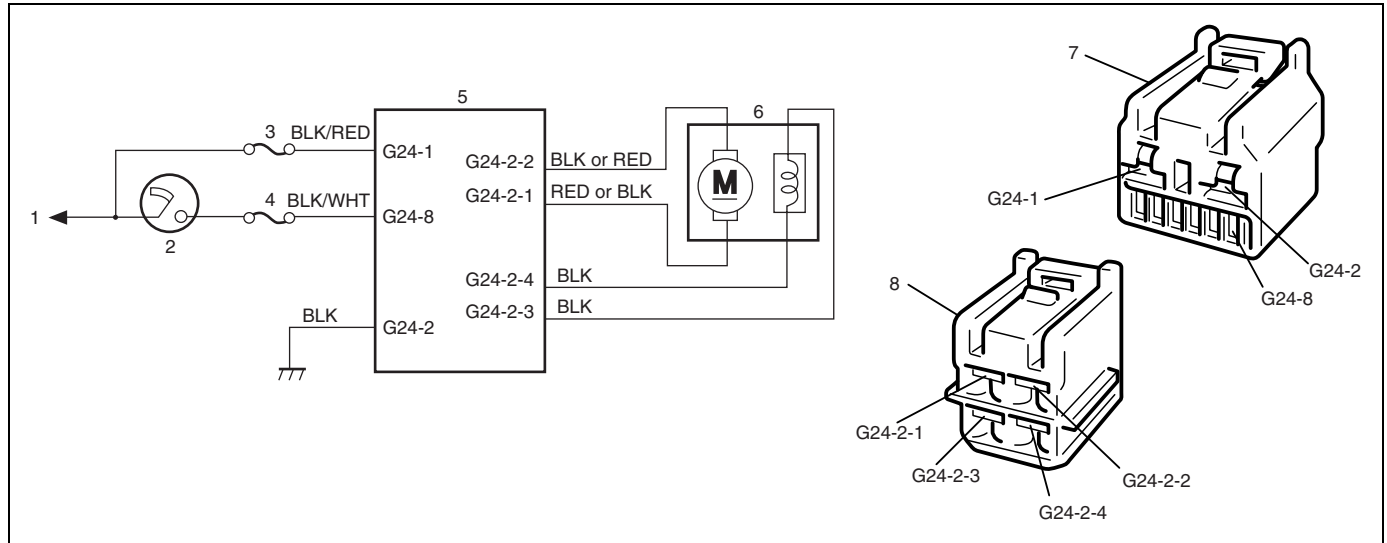 5
3 BLK/RED
G24-1
G24-2-2
BLK or RED
G24-2-1
RED or BLK
1
2
4 BLK/WHT
G24-8
6
M
G24-2-4
BLK
G24-2-3
BLK
BLK
G24-2
7
G24-1
G24-2
G24-8
8
G24-2-1
G24-2-3
G24-2-2
G24-2-4